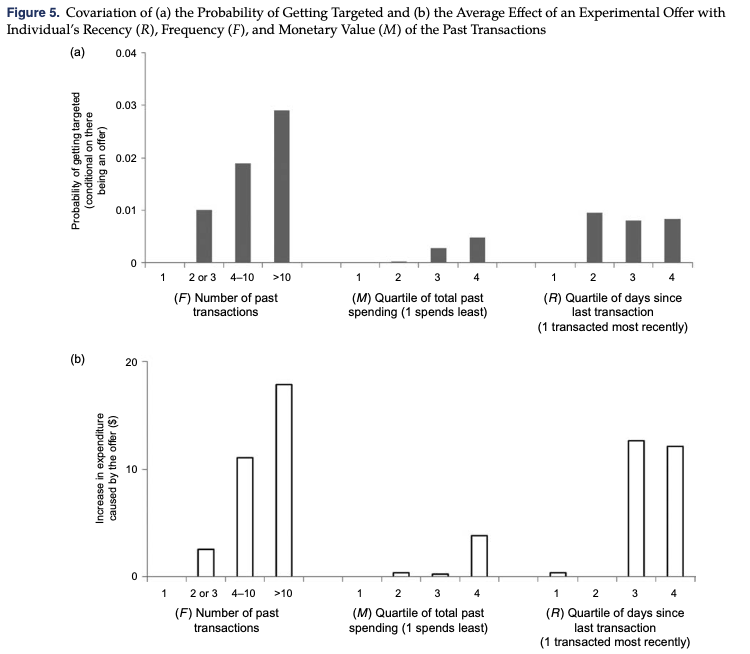 Figure 5. Covariation of (a) the Probability of Getting Targeted and (b) the Average Effect of an Experimental Offer with
Individual's Recency (R), Frequency (F), and Monetary Value (M) of the Past Transactions
(a)
Probability of getting targeted
(conditional on there
being an offer)
0.04
0.03
0.02
0.01
0
1 2 or 3 4–10 >10
(F) Number of past
transactions
1 2 3 4
(M) Quartile of total past
spending (1 spends least)
1 2 3 4
(R) Quartile of days since
last transaction
(1 transacted most recently)
(b)
Increase in expenditure
caused by the offer ($)
20
10
0
1 2 or 3 4–10 >10
(F) Number of past
transactions
1 2 3 4
(M) Quartile of total past
spending (1 spends least)
1 2 3 4
(R) Quartile of days since
last transaction
(1 transacted most recently)